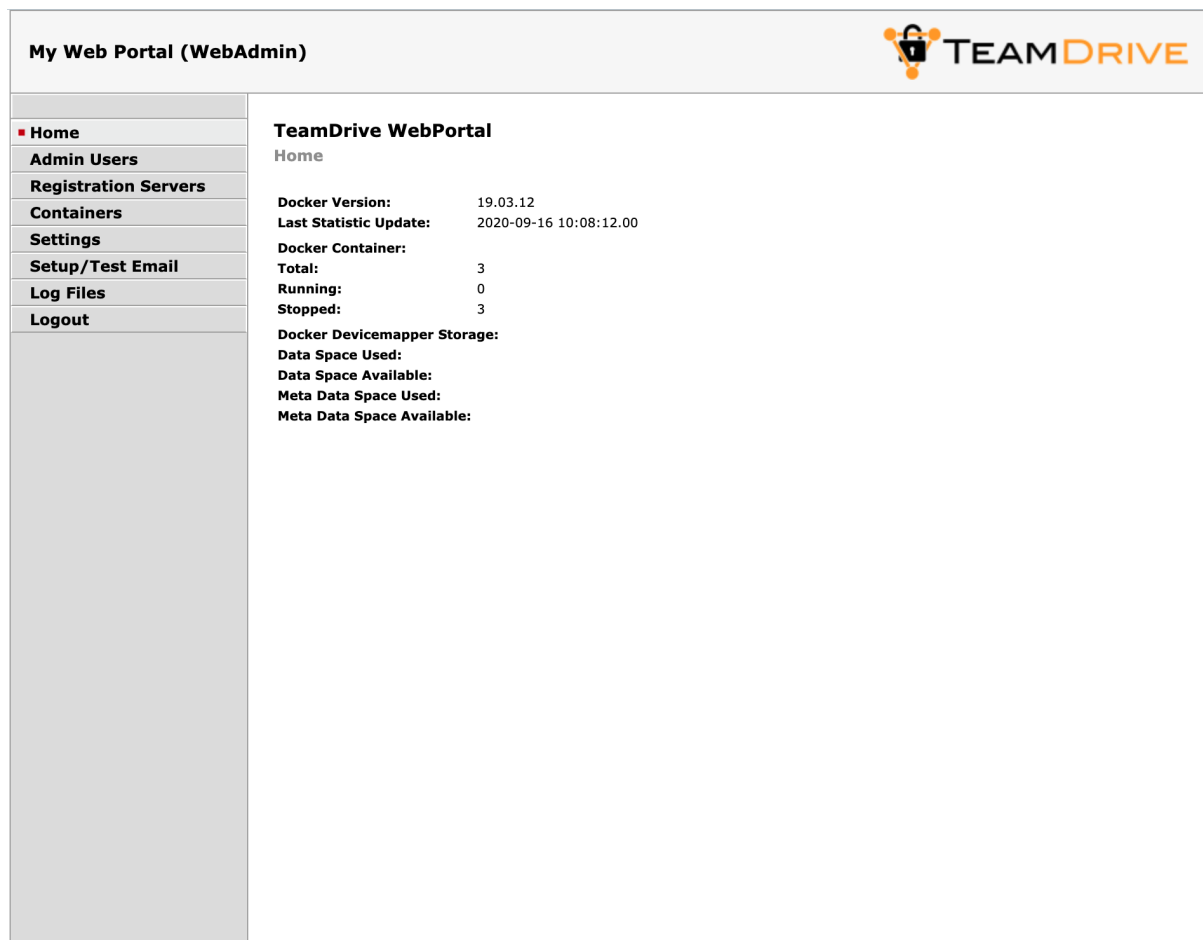 My Web Portal (WebAdmin)
TEAMDRIVE
Home
Admin Users
Registration Servers
Containers
Settings
Setup/Test Email
Log Files
Logout
TeamDrive WebPortal
Home
Docker Version: 19.03.12
Last Statistic Update: 2020-09-16 10:08:12.00
Docker Container:
Total: 3
Running: 0
Stopped: 3
Docker Devicemapper Storage:
Data Space Used:
Data Space Available:
Meta Data Space Used:
Meta Data Space Available: